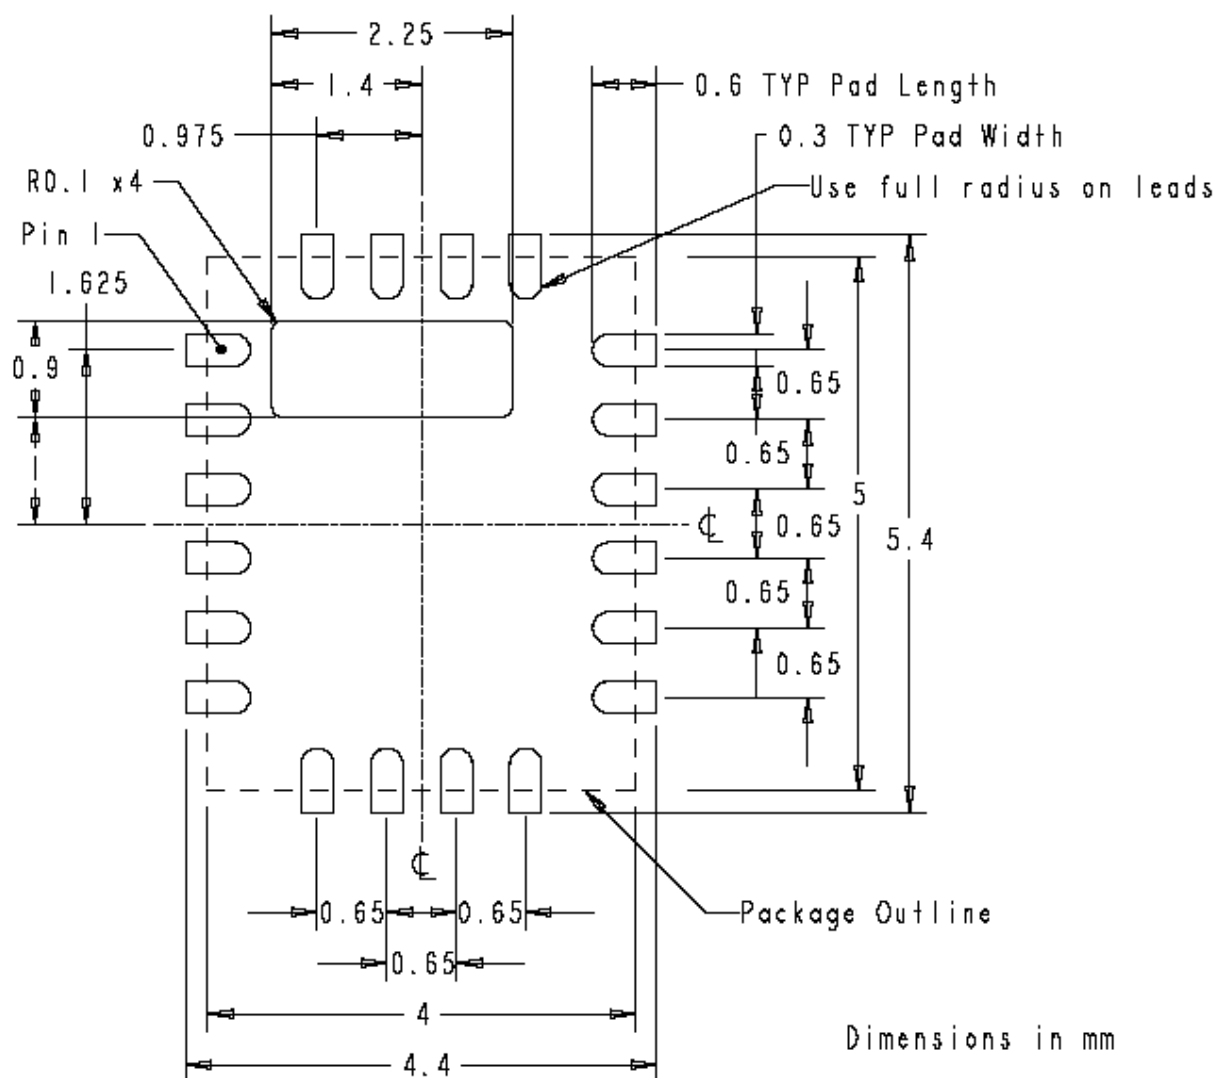 2.25
1.4
0.6 TYP Pad Length
0.975
0.3 TYP Pad Width
R0.1 x4
Use full radius on leads
Pin 1
1.625
0.9
0.65
0.65
5
0.65
5.4
0.65
0.65
℄
℄
0.65
0.65
Package Outline
0.65
4
Dimensions in mm
4.4